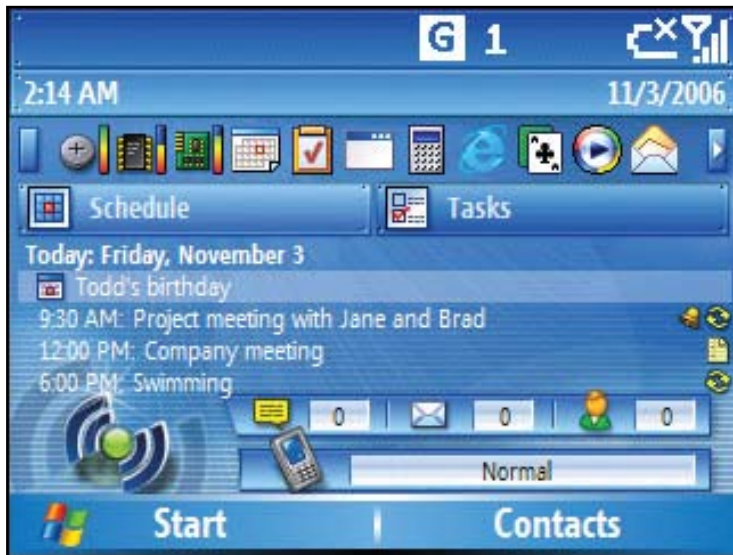 G 1
2:14 AM 11/3/2006
Schedule Tasks
Today: Friday, November 3
Todd's birthday
9:30 AM: Project meeting with Jane and Brad
12:00 PM: Company meeting
6:00 PM: Swimming
0 0 0
Normal
Start Contacts